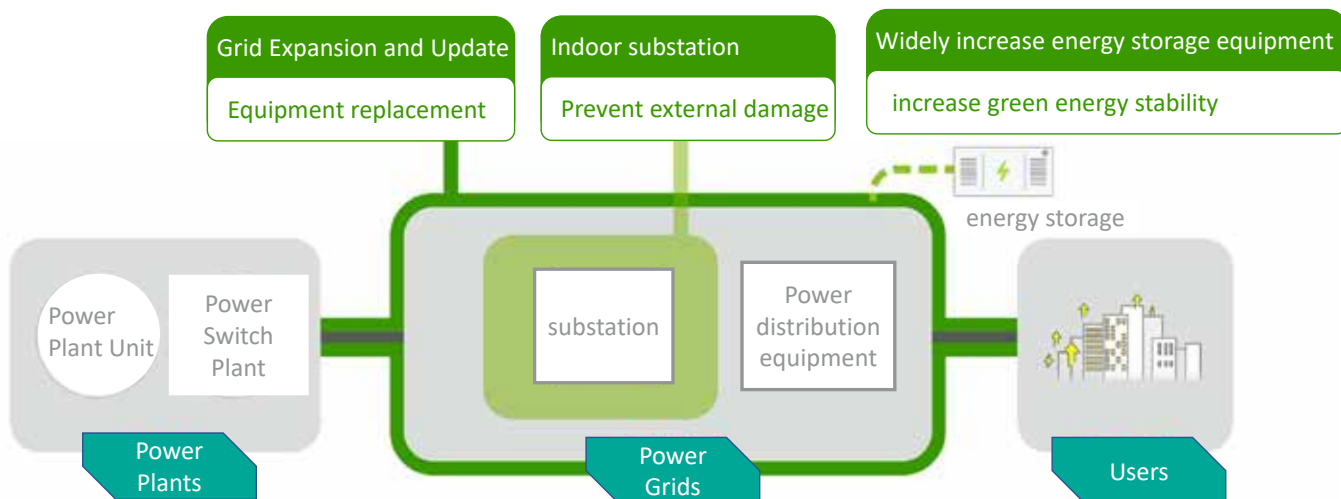 Grid Expansion and Update
Equipment replacement
Indoor substation
Prevent external damage
Widely increase energy storage equipment
increase green energy stability
energy storage
Power
Plant Unit
Power
Switch
Plant
substation
Power
distribution
equipment
Power
Plants
Power
Grids
Users